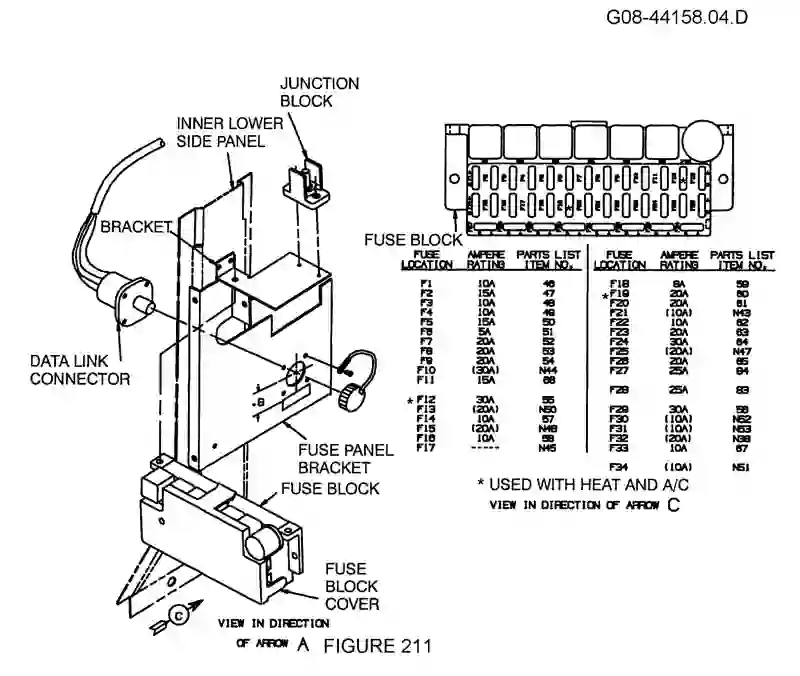 G08-44158.04.D
JUNCTION
BLOCK
INNER LOWER
SIDE PANEL
BRACKET
DATA LINK
CONNECTOR
FUSE PANEL
BRACKET
FUSE BLOCK
FUSE
BLOCK
COVER
C
VIEW IN DIRECTION
OF ARROW A FIGURE 211
FUSE BLOCK
FUSE LOCATION AMPERE RATING PARTS LIST ITEM NO.
F1 10A 46
F2 15A 47
F3 10A 48
F4 10A 49
F5 15A 50
F6 5A 51
F7 20A 52
F8 20A 53
F9 20A 54
F10 (30A) N44
F11 15A 66
* F12 30A 55
F13 (20A) N50
F14 10A 57
F15 (20A) N48
F16 10A 58
F17 ----- N45
FUSE LOCATION AMPERE RATING PARTS LIST ITEM NO.
F18 59
* F19 20A 60
F20 20A 61
F21 (10A) N43
F22 10A 62
F23 20A 63
F24 30A 64
F25 (20A) N47
F26 20A 65
F27 25A 84
F28 25A 83
F29 30A 56
F30 (10A) N52
F31 (10A) N53
F32 (20A)
F33 10A 67
F34 (10A) N51
* USED WITH HEAT AND A/C
VIEW IN DIRECTION OF ARROW C